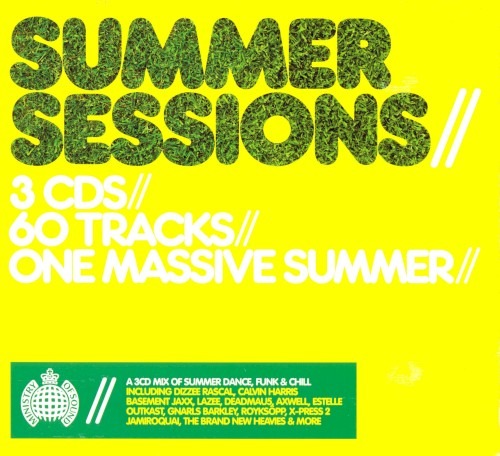 SUMMER
SESSIONS//
3 CDS//
60 TRACKS//
ONE MASSIVE SUMMER//
MINISTRY OF SOUND
//
A 3CD MIX OF SUMMER DANCE, FUNK & CHILL
INCLUDING DIZZEE RASCAL, CALVIN HARRIS
BASEMENT JAXX, LAZEE, DEADMAU5, AXWELL, ESTELLE
OUTKAST, GNARLS BARKLEY, RÖYKSOPP, X-PRESS 2
JAMIROQUAI, THE BRAND NEW HEAVIES & MORE